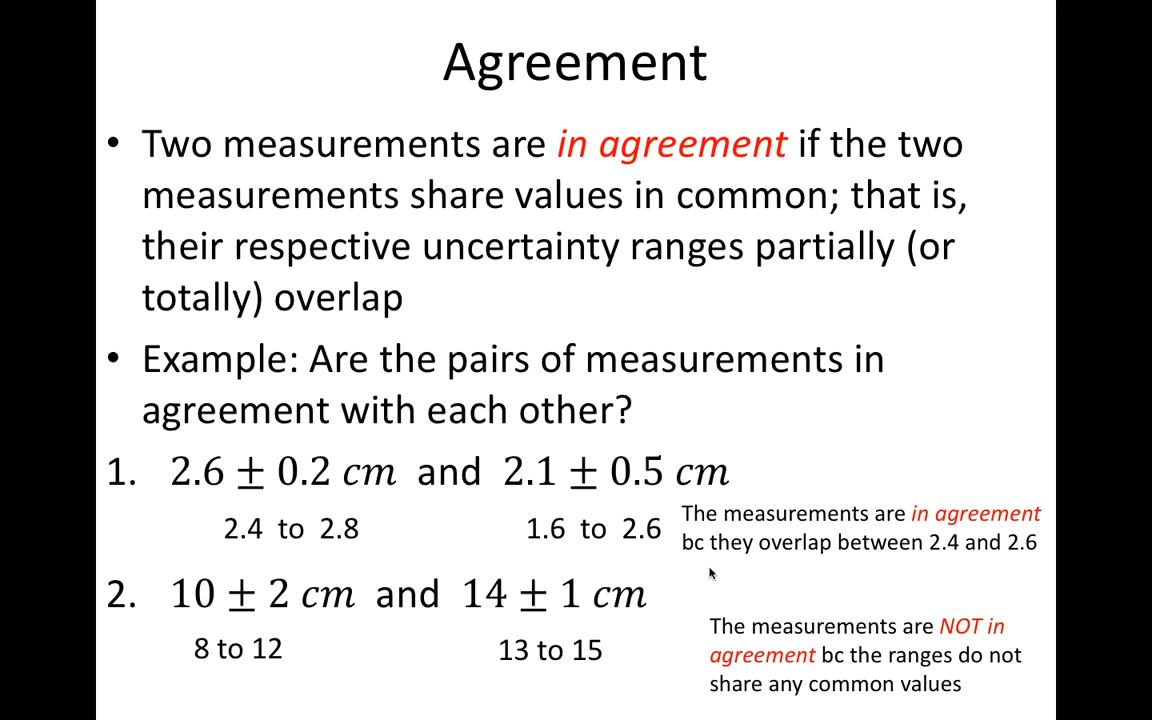 Agreement
• Two measurements are in agreement if the two
measurements share values in common; that is,
their respective uncertainty ranges partially (or
totally) overlap
• Example: Are the pairs of measurements in
agreement with each other?
1. 2.6 ± 0.2 cm and 2.1 ± 0.5 cm
2.4 to 2.8 1.6 to 2.6
The measurements are in agreement
bc they overlap between 2.4 and 2.6
2. 10 ± 2 cm and 14 ± 1 cm
8 to 12 13 to 15
The measurements are NOT in
agreement bc the ranges do not
share any common values